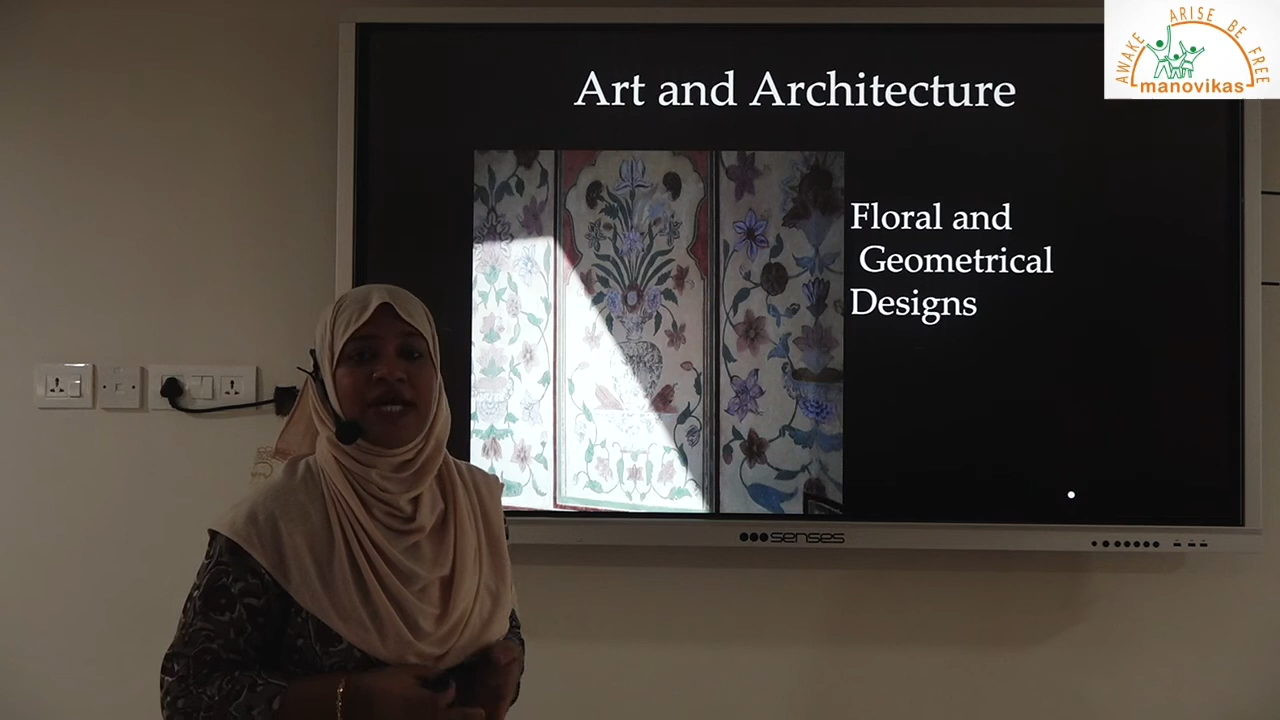 AWAKE ARISE BE FREE
manovikas
Art and Architecture
Floral and
Geometrical
Designs
senses